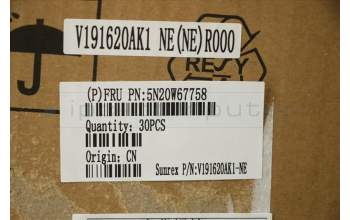 V191620AK1 NE(NE)R000
(P)FRU PN:5N20W67758
Quantity: 30PCS
Origin: CN
Sunrex P/N:V191620AK1-NE